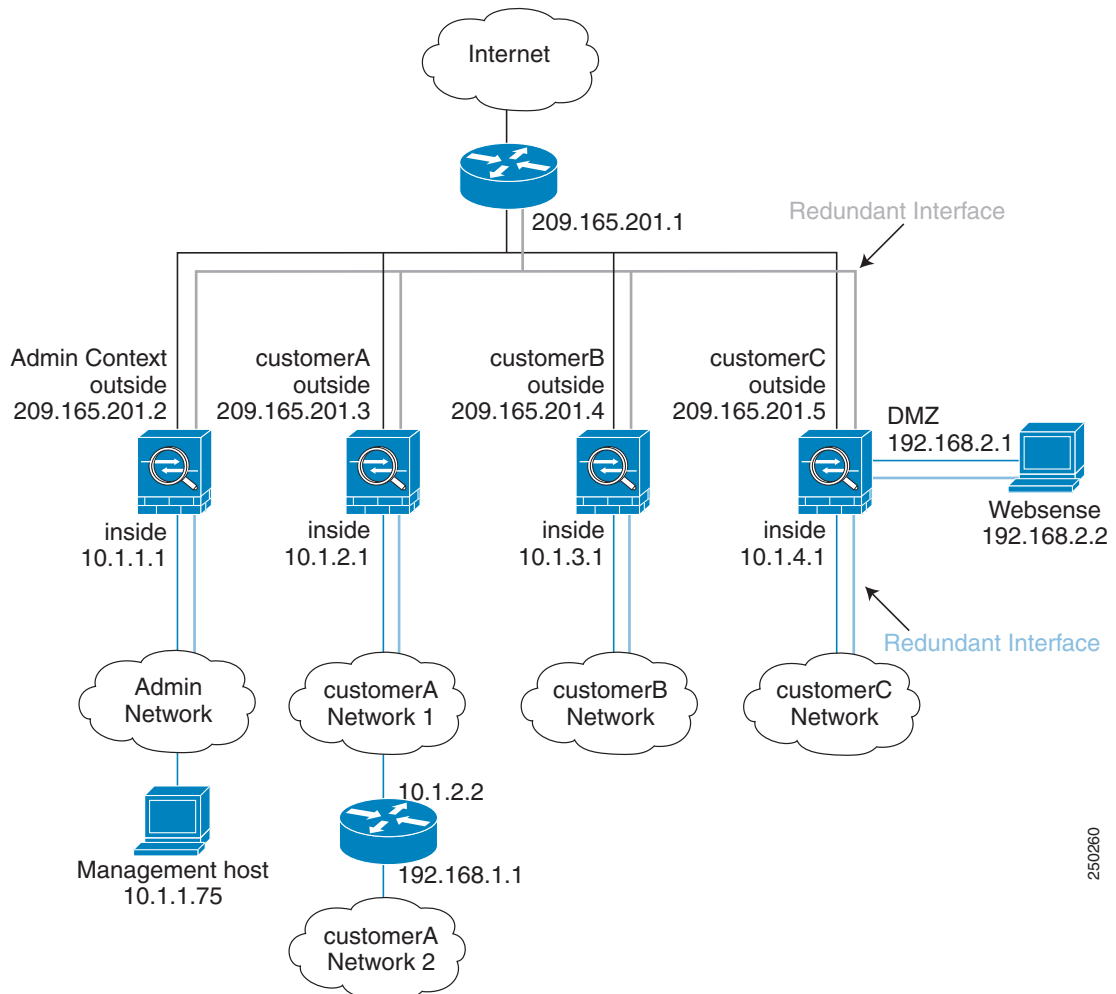 Internet
209.165.201.1
Redundant Interface
Admin Context
outside
209.165.201.2
customerA
outside
209.165.201.3
customerB
outside
209.165.201.4
customerC
outside
209.165.201.5
DMZ
192.168.2.1
Websense
192.168.2.2
inside
10.1.1.1
inside
10.1.2.1
inside
10.1.3.1
inside
10.1.4.1
Redundant Interface
Admin
Network
customerA
Network 1
customerB
Network
customerC
Network
10.1.2.2
Management host
10.1.1.75
192.168.1.1
customerA
Network 2
250260